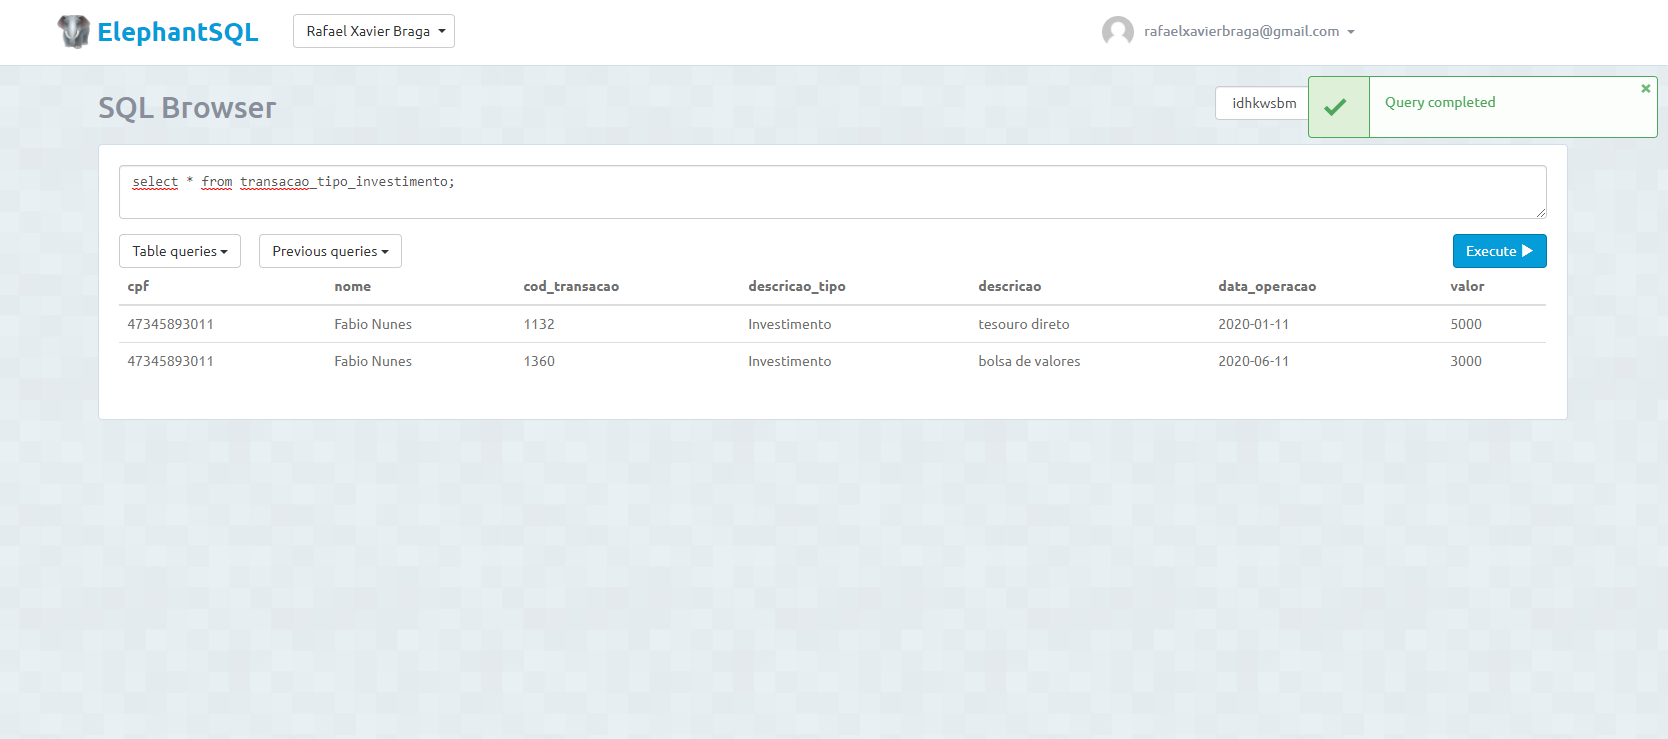 ElephantSQL
Rafael Xavier Braga
rafaelxavierbraga@gmail.com
SQL Browser
idhkwsbm
Query completed
select * from transacao_tipo_investimento;
Table queries
Previous queries
Execute
cpf nome cod_transacao descricao_tipo descricao data_operacao valor
47345893011 Fabio Nunes 1132 Investimento tesouro direto 2020-01-11 5000
47345893011 Fabio Nunes 1360 Investimento bolsa de valores 2020-06-11 3000